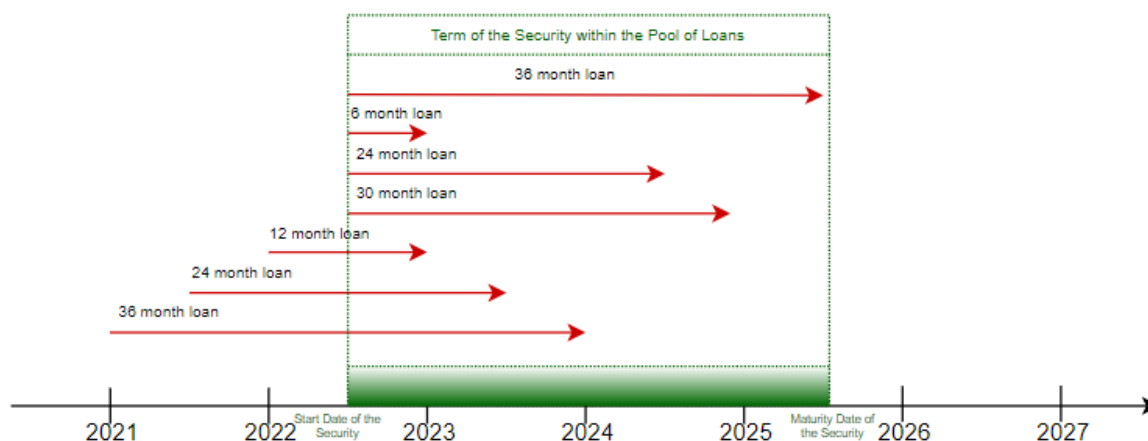 Term of the Security within the Pool of Loans
36 month loan
6 month loan
24 month loan
30 month loan
12 month loan
24 month loan
36 month loan
Start Date of the
Security
Maturity Date of
the Security
2021 2022 2023 2024 2025 2026 2027